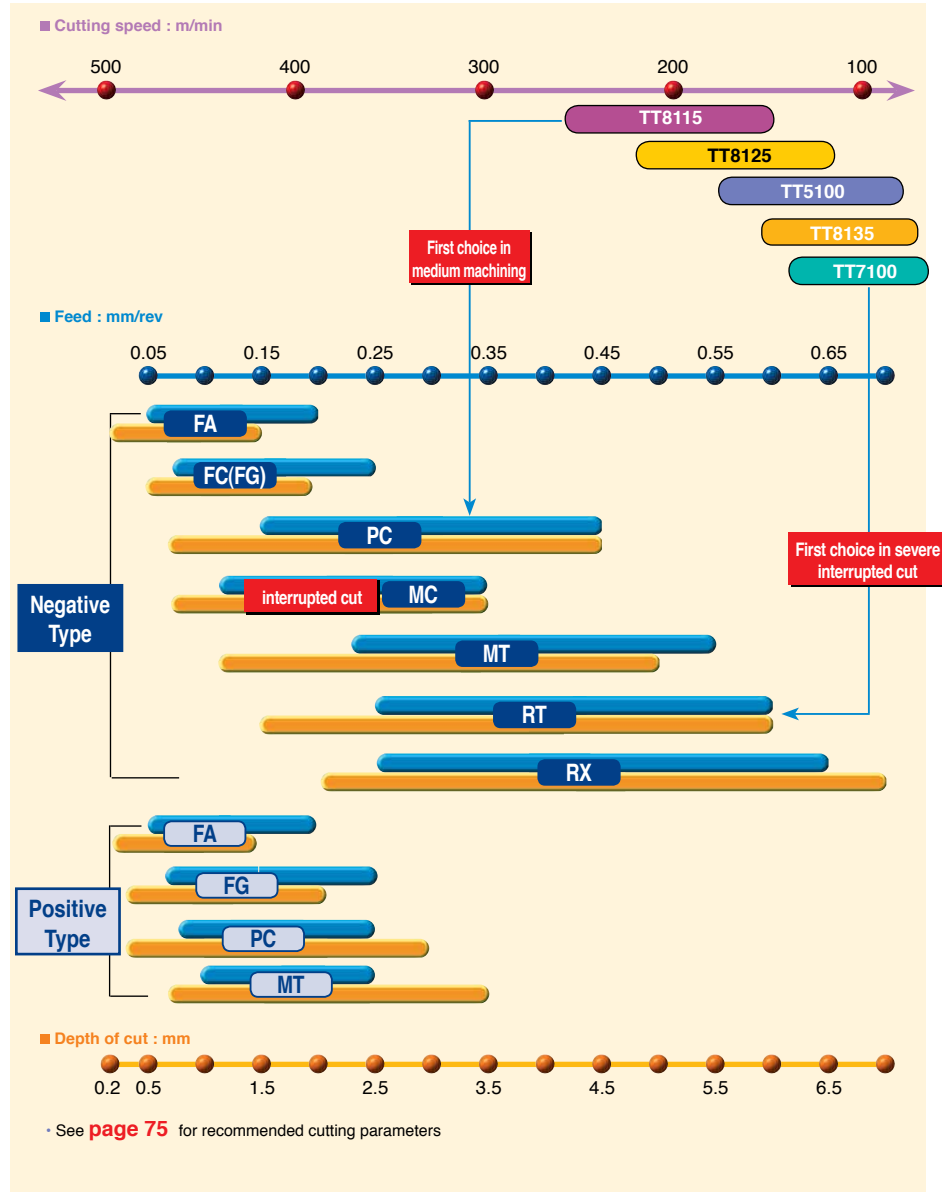 Cutting speed : m/min
500 400 300 200 100
TT8115
TT8125
TT5100
TT8135
TT7100
First choice in
medium machining
Feed : mm/rev
0.05 0.15 0.25 0.35 0.45 0.55 0.65
FA
FC(FG)
PC
First choice in severe
interrupted cut
interrupted cut MC
Negative
Type
MT
RT
RX
FA
FG
Positive
Type
PC
MT
Depth of cut : mm
0.2 0.5 1.5 2.5 3.5 4.5 5.5 6.5
• See page 75 for recommended cutting parameters